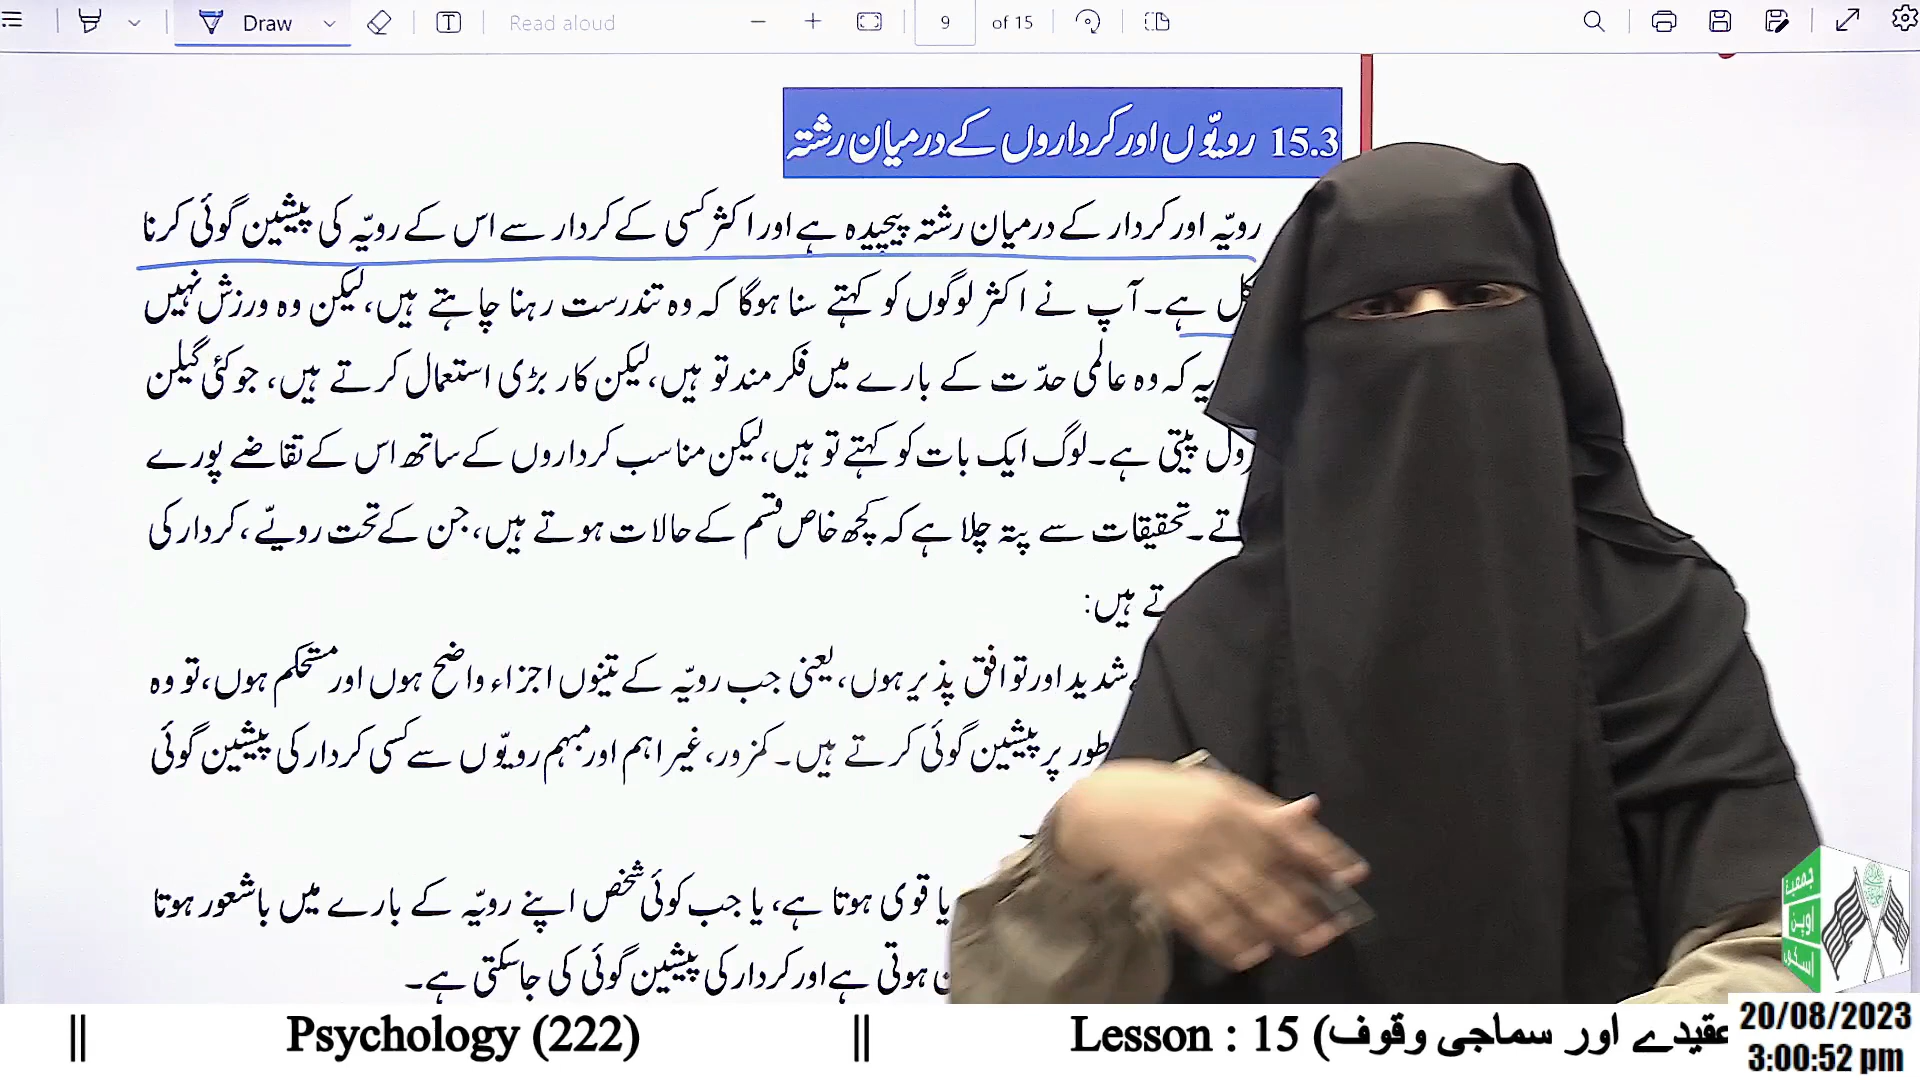 Draw
Read aloud
9 of 15
15.3 رویّوں اور کرداروں کے درمیان رشتہ
رویّہ اور کردار کے درمیان رشتہ پیچیدہ ہے اور اکثر کسی کے کردار سے اس کے رویّہ کی پیشین گوئی کرنا
ہے۔ آپ نے اکثر لوگوں کو کہتے سنا ہوگا کہ وہ تندرست رہنا چاہتے ہیں، لیکن وہ ورزش نہیں
یہ کہ وہ عالمی حدّت کے بارے میں فکر مند تو ہیں، لیکن کار بڑی استعمال کرتے ہیں، جو کئی گیلن
پیتی ہے۔ لوگ ایک بات کو کہتے تو ہیں، لیکن مناسب کرداروں کے ساتھ اس کے تقاضے پورے
تحقیقات سے پتہ چلا ہے کہ کچھ خاص قسم کے حالات ہوتے ہیں، جن کے تحت رویّے، کردار کی
ہیں:
شدید اور توافق پذیر ہوں، یعنی جب رویّہ کے تینوں اجزاء واضح ہوں اور مستحکم ہوں، تو وہ
طور پر پیشین گوئی کرتے ہیں۔ کمزور، غیر اہم اور مبہم رویّوں سے کسی کردار کی پیشین گوئی
یا قوی ہوتا ہے، یا جب کوئی شخص اپنے رویّہ کے بارے میں باشعور ہوتا
ہوتی ہے اور کردار کی پیشین گوئی کی جاسکتی ہے۔
جمعیۃ
اوپن
اسکول
|| Psychology (222) || Lesson : 15 (عقیدے اور سماجی وقوف
20/08/2023
3:00:52 pm